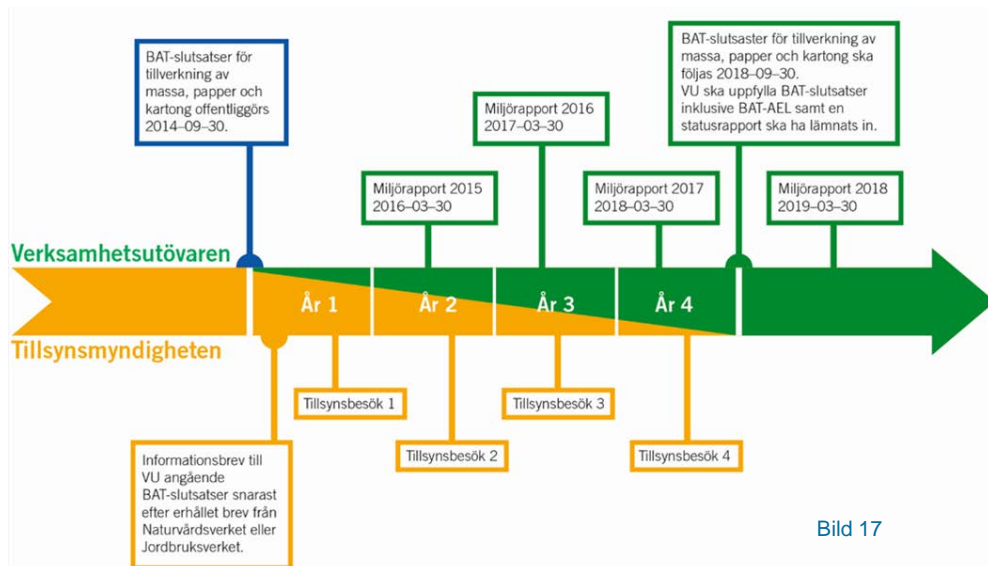 BAT-slutsatser för
tillverkning av
massa, papper och
kartong offentliggörs
2014–09–30.
Miljörapport 2016
2017–03–30
BAT-slutsaster för tillverkning av
massa, papper och kartong ska
följas 2018–09–30.
VU ska uppfylla BAT-slutsatser
inklusive BAT-AEL samt en
statusrapport ska ha lämnats in.
Miljörapport 2015
2016–03–30
Miljörapport 2017
2018–03–30
Miljörapport 2018
2019–03–30
Verksamhetsutövaren
År 1
År 2
År 3
År 4
Tillsynsmyndigheten
Tillsynsbesök 1
Tillsynsbesök 3
Tillsynsbesök 2
Tillsynsbesök 4
Informationsbrev till
VU angående
BAT-slutsatser snarast
efter erhållet brev från
Naturvårdsverket eller
Jordbruksverket.
Bild 17